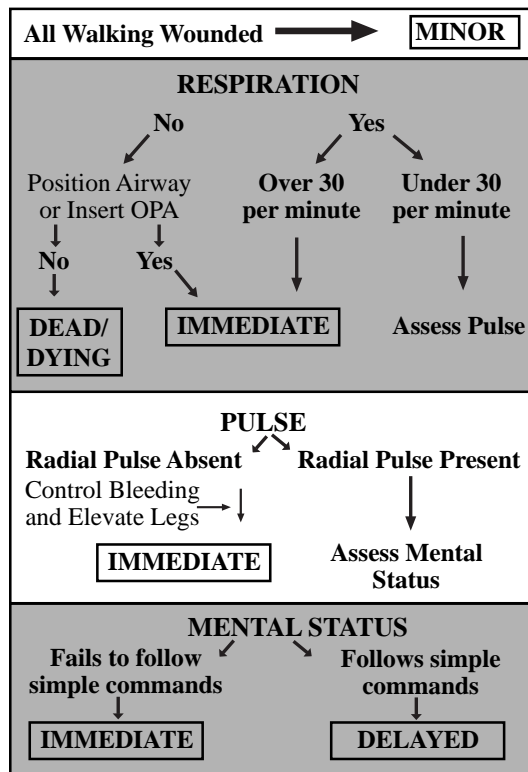 All Walking Wounded MINOR
RESPIRATION
No Yes
Position Airway
or Insert OPA
Over 30
per minute
Under 30
per minute
No Yes
DEAD/
DYING
IMMEDIATE
Assess Pulse
PULSE
Radial Pulse Absent Radial Pulse Present
Control Bleeding
and Elevate Legs
IMMEDIATE
Assess Mental
Status
MENTAL STATUS
Fails to follow
simple commands
Follows simple
commands
IMMEDIATE DELAYED